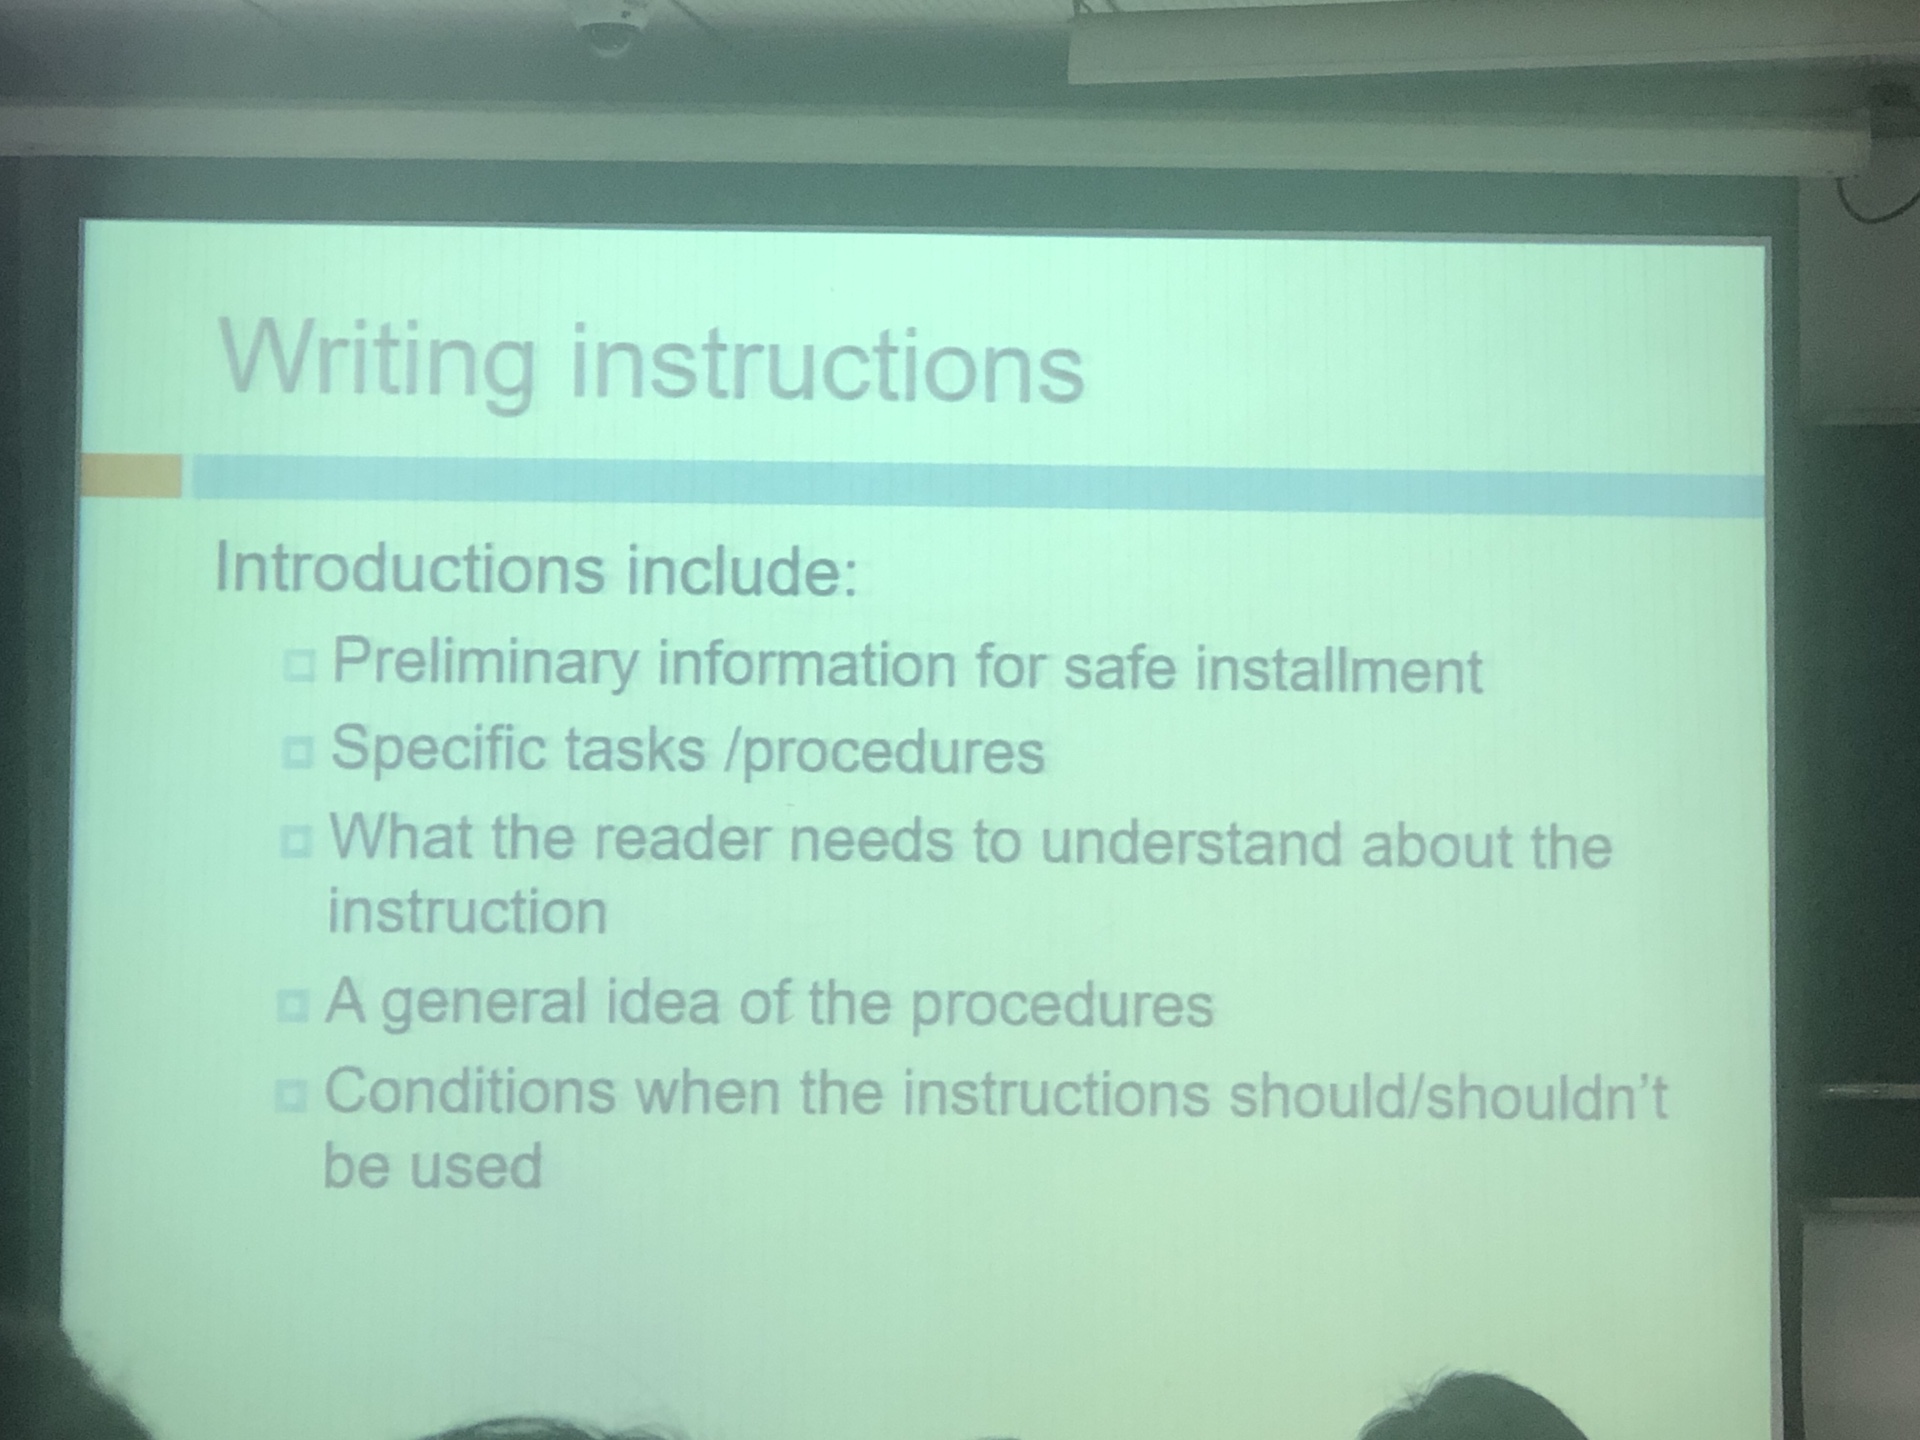 Writing instructions
Introductions include:
Preliminary information for safe installment
Specific tasks /procedures
What the reader needs to understand about the
instruction
A general idea of the procedures
Conditions when the instructions should/shouldn't
be used